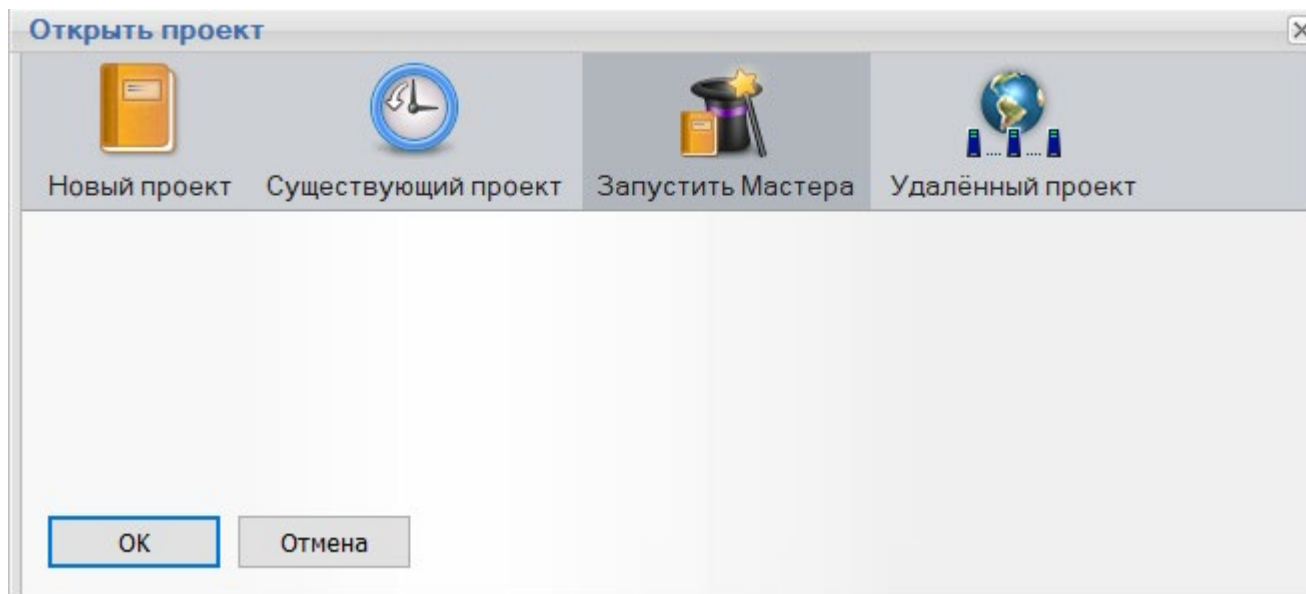 Открыть проект
Новый проект Существующий проект Запустить Мастера Удалённый проект
OK Отмена